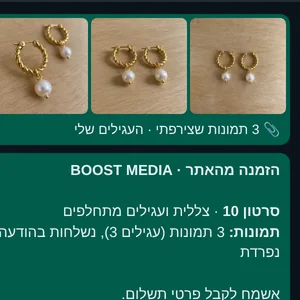 📎 3 תמונות שצירפתי · העגילים שלי
הזמנה מהאתר · BOOST MEDIA
סרטון 10 · צללית ועגילים מתחלפים
תמונות: 3 תמונות (עגילים 3), נשלחות בהודעה
נפרדת
אשמח לקבל פרטי תשלום.